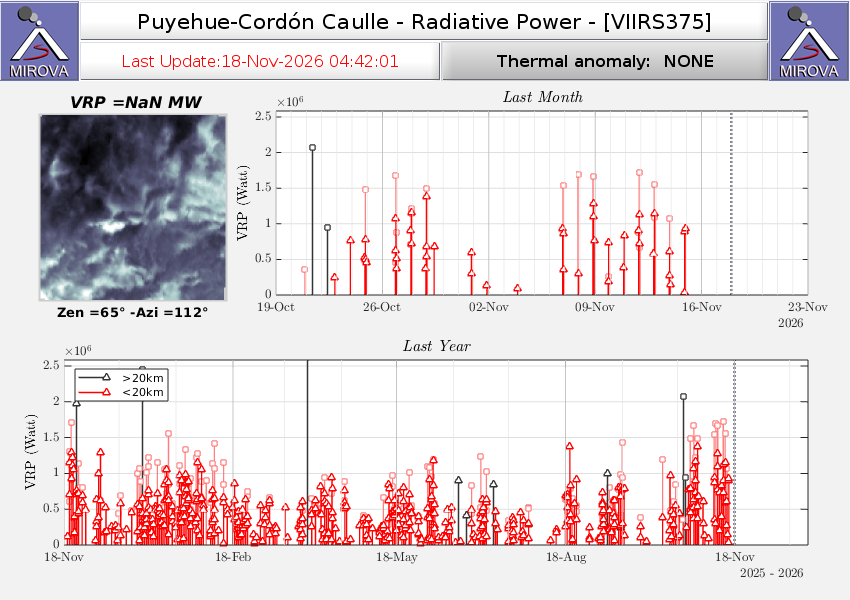 MIROVA
Puyehue-Cordón Caulle - Radiative Power - [VIIRS375]
Last Update:18-Nov-2026 04:42:01
Thermal anomaly: NONE
MIROVA
VRP =NaN MW
Zen =65° -Azi =112°
Last Month
×10⁶
VRP (Watt)
2.5
2
1.5
1
0.5
0
19-Oct 26-Oct 02-Nov 09-Nov 16-Nov 23-Nov
2026
Last Year
×10⁶
VRP (Watt)
2.5
2
1.5
1
0.5
0
>20km
<20km
18-Nov 18-Feb 18-May 18-Aug 18-Nov
2025 - 2026